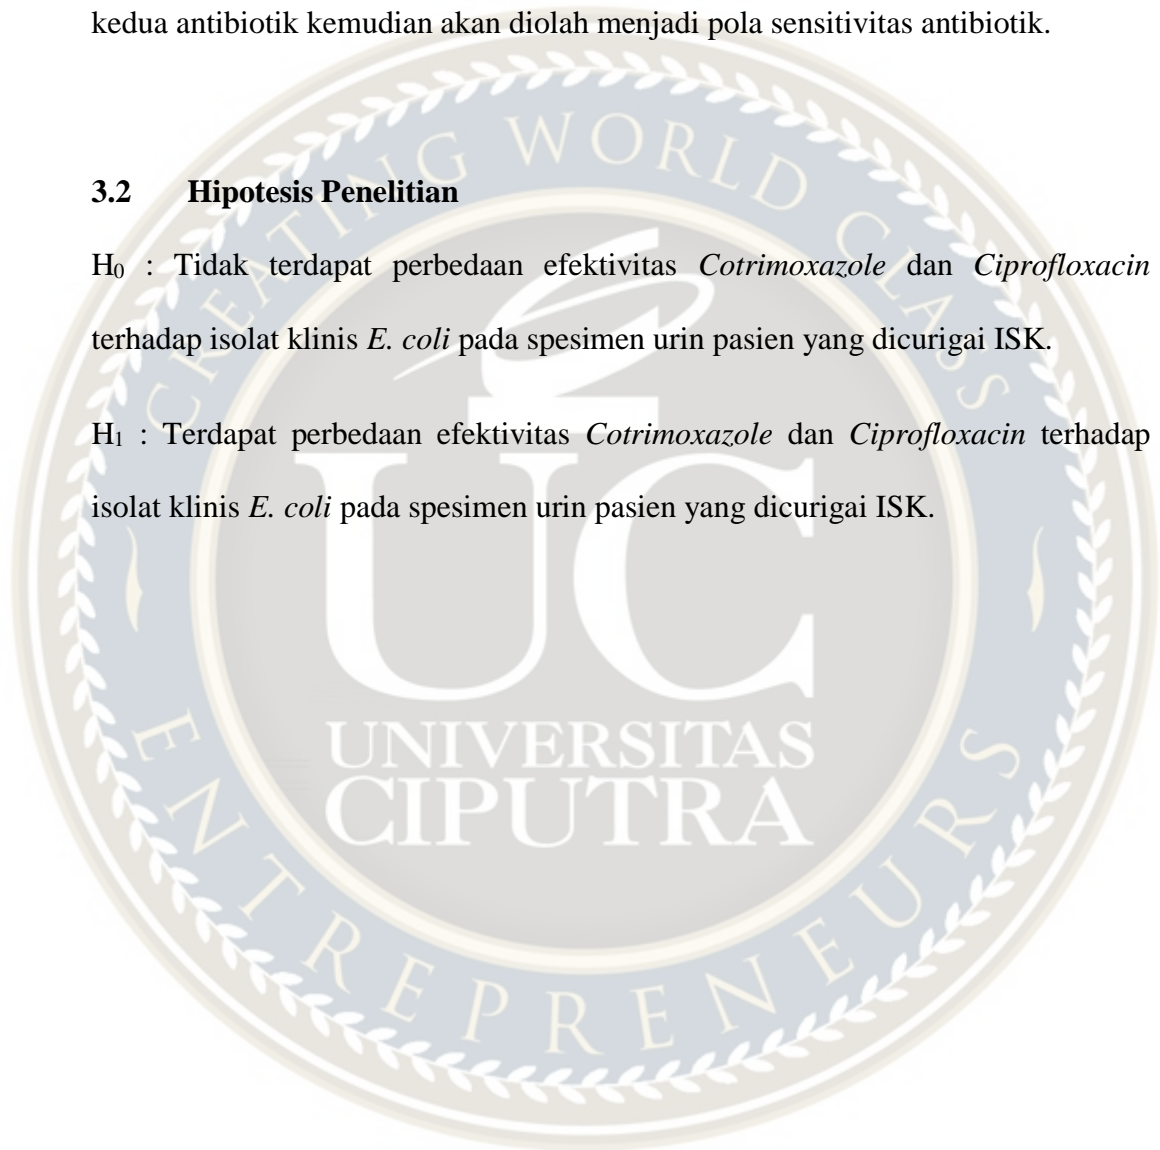 kedua antibiotik kemudian akan diolah menjadi pola sensitivitas antibiotik.
3.2 Hipotesis Penelitian
H0 : Tidak terdapat perbedaan efektivitas Cotrimoxazole dan Ciprofloxacin
terhadap isolat klinis E. coli pada spesimen urin pasien yang dicurigai ISK.
H1 : Terdapat perbedaan efektivitas Cotrimoxazole dan Ciprofloxacin terhadap
isolat klinis E. coli pada spesimen urin pasien yang dicurigai ISK.
CREATING WORLD CLASS
UC
UNIVERSITAS
CIPUTRA
ENTREPRENEURS